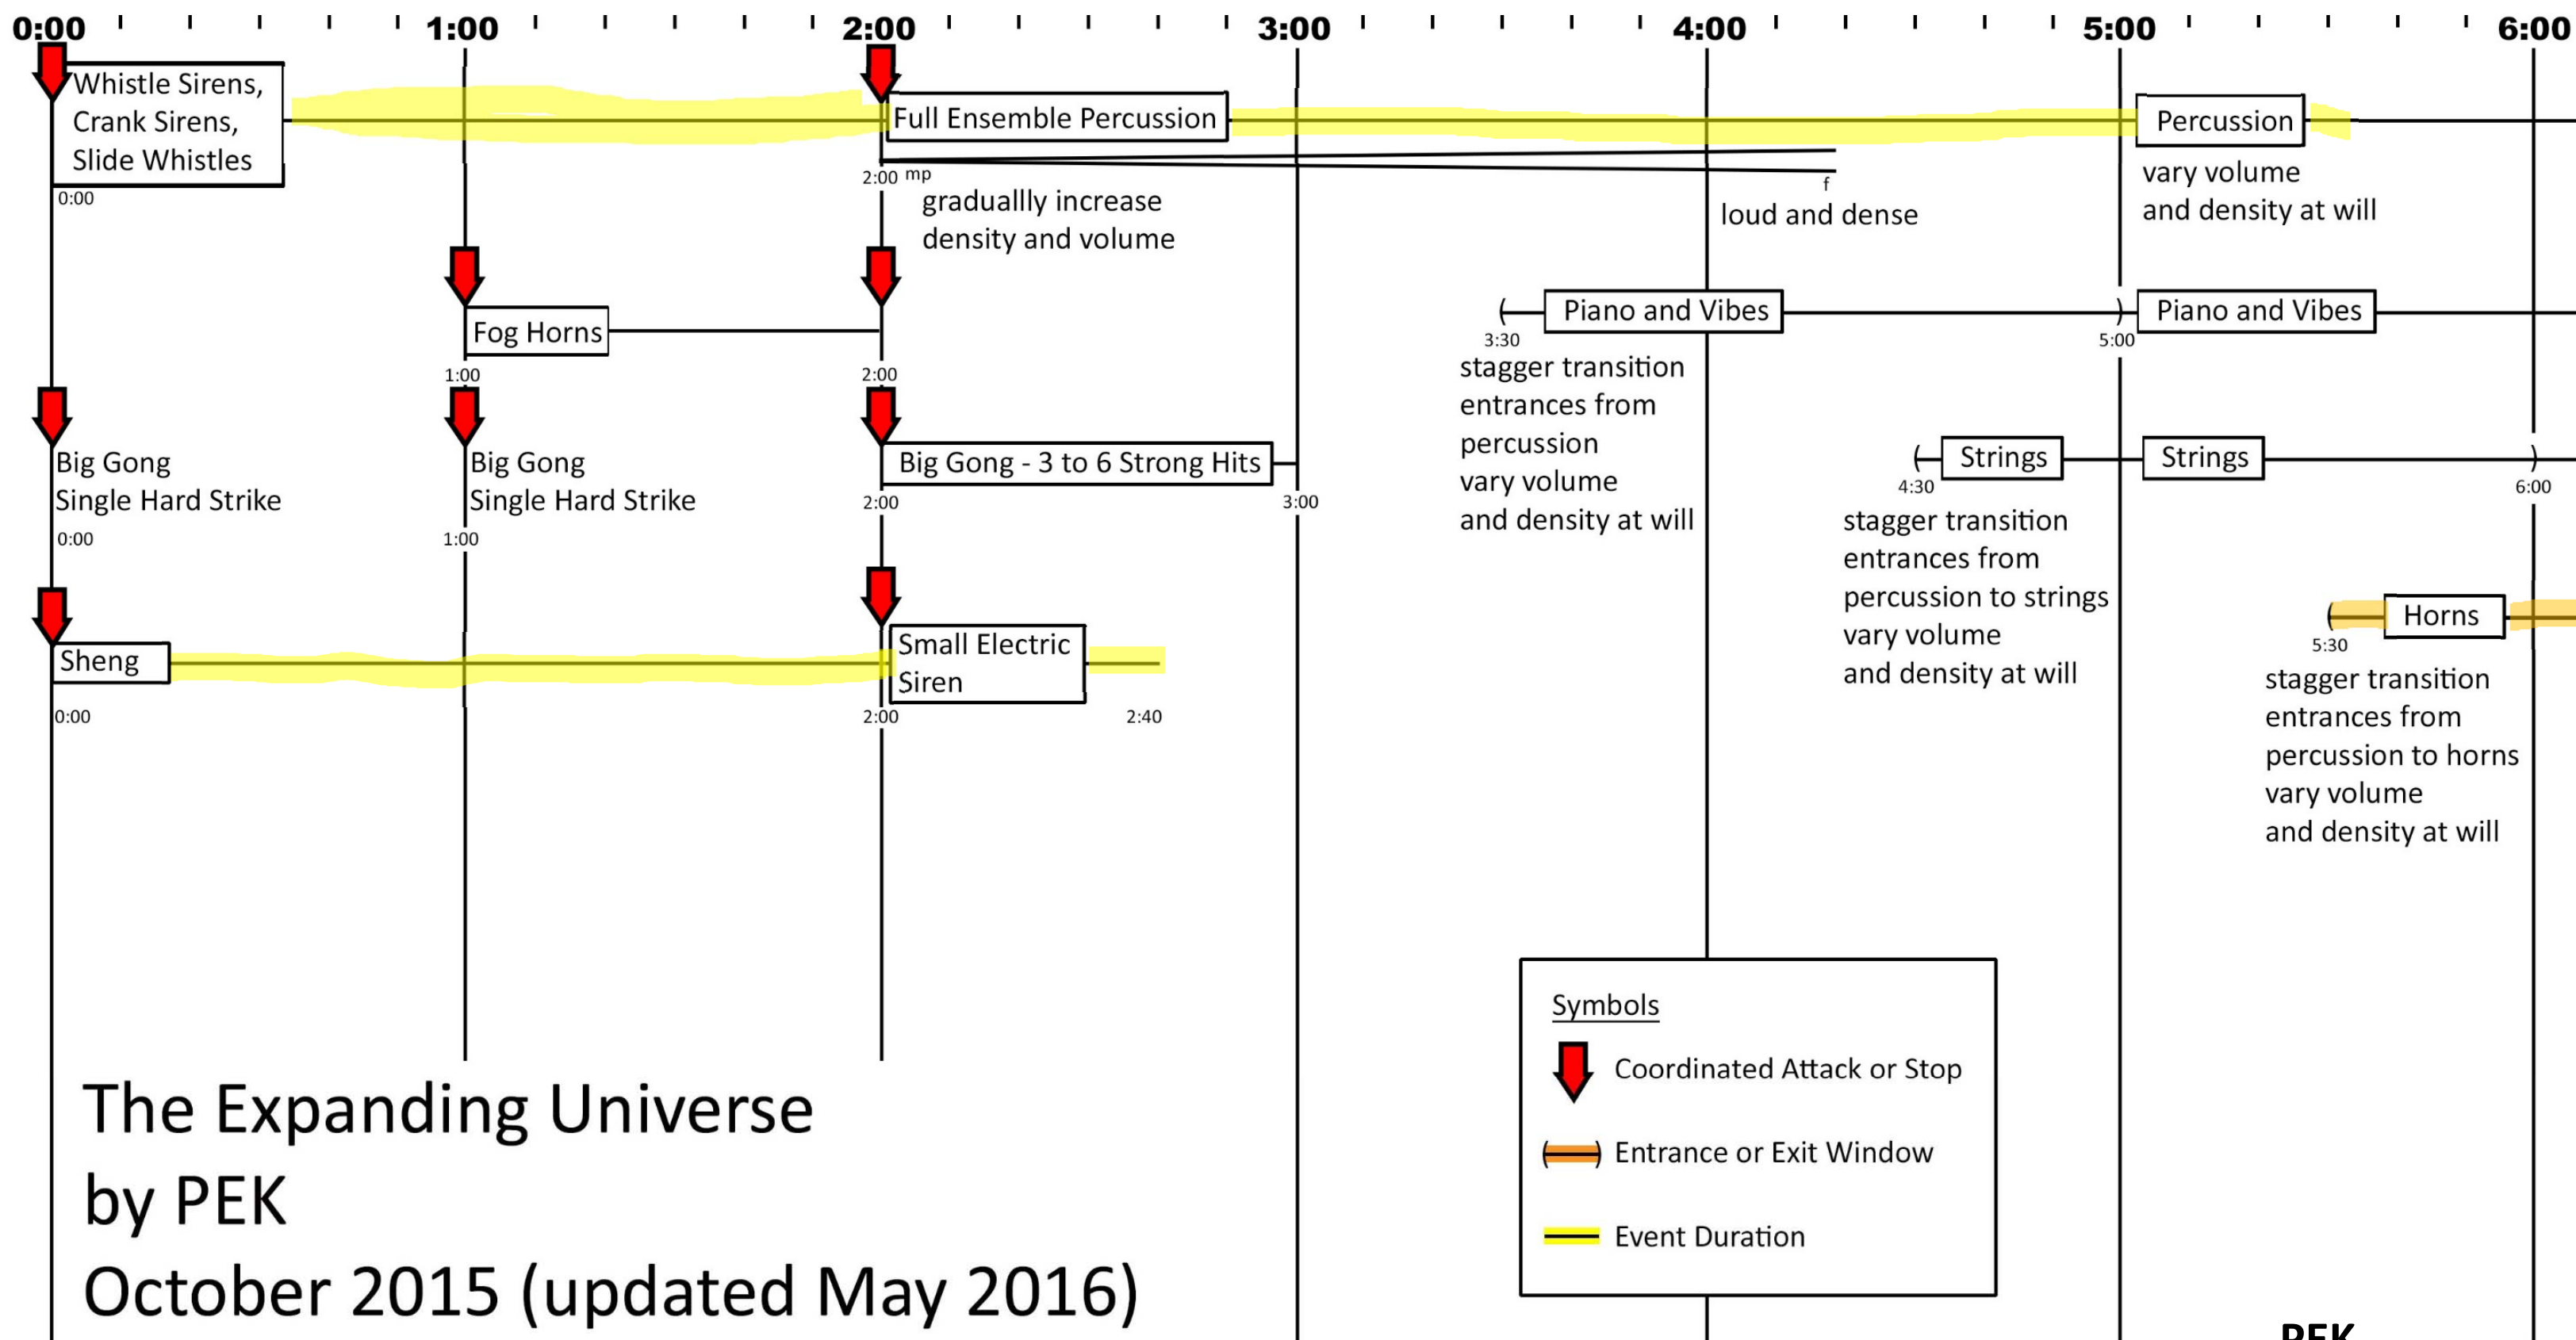 0:00 1:00 2:00 3:00 4:00 5:00 6:00
Whistle Sirens,
Crank Sirens,
Slide Whistles
0:00
Full Ensemble Percussion
2:00 mp
graduallly increase
density and volume
f
loud and dense
Percussion
vary volume
and density at will
Fog Horns
1:00
2:00
Piano and Vibes
3:30
stagger transition
entrances from
percussion
vary volume
and density at will
Piano and Vibes
5:00
Big Gong
Single Hard Strike
0:00
Big Gong
Single Hard Strike
1:00
Big Gong - 3 to 6 Strong Hits
2:00
3:00
Strings
4:30
stagger transition
entrances from
percussion to strings
vary volume
and density at will
Strings
6:00
Sheng
0:00
Small Electric
Siren
2:00
2:40
Horns
5:30
stagger transition
entrances from
percussion to horns
vary volume
and density at will
Symbols
Coordinated Attack or Stop
Entrance or Exit Window
Event Duration
The Expanding Universe
by PEK
October 2015 (updated May 2016)
PEK